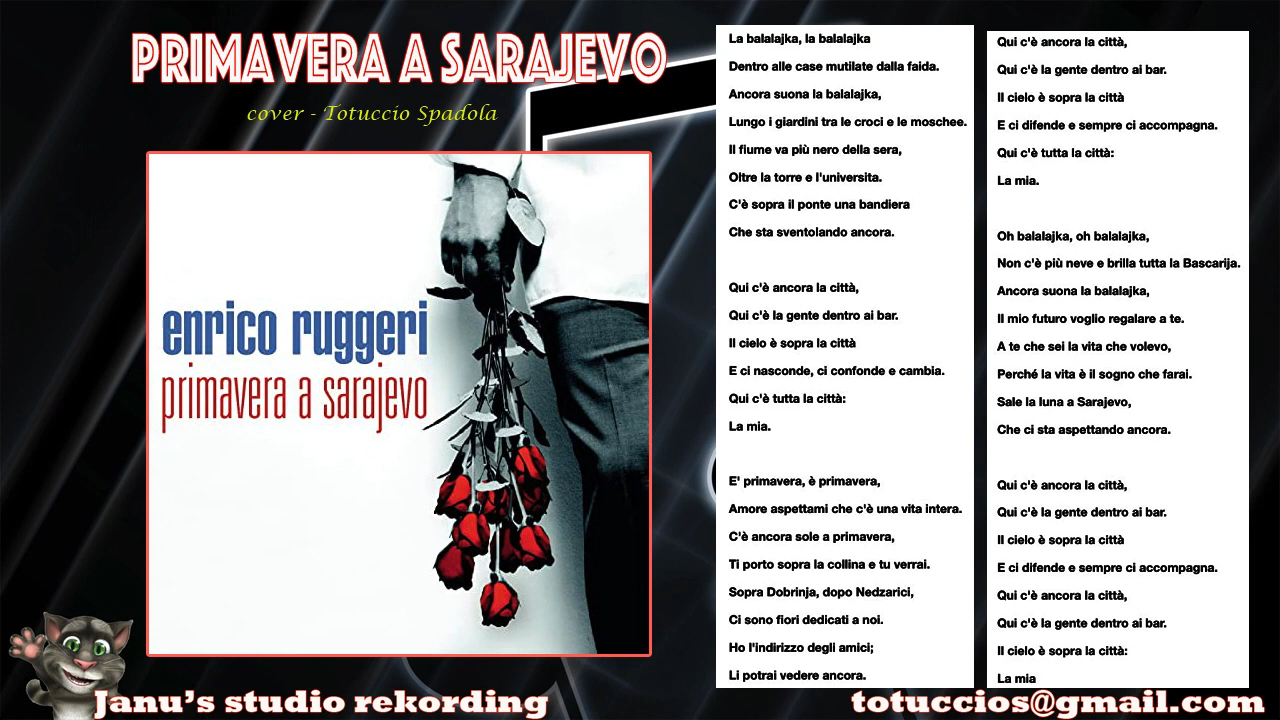 PRIMAVERA A SARAJEVO
cover - Totuccio Spadola
enrico ruggeri
primavera a sarajevo
La balalajka, la balalajka
Dentro alle case mutilate dalla faida.
Ancora suona la balalajka,
Lungo i giardini tra le croci e le moschee.
Il fiume va più nero della sera,
Oltre la torre e l'universita.
C'è sopra il ponte una bandiera
Che sta sventolando ancora.
Qui c'è ancora la città,
Qui c'è la gente dentro ai bar.
Il cielo è sopra la città
E ci nasconde, ci confonde e cambia.
Qui c'è tutta la città:
La mia.
E' primavera, è primavera,
Amore aspettami che c'è una vita intera.
C'è ancora sole a primavera,
Ti porto sopra la collina e tu verrai.
Sopra Dobrinja, dopo Nedzarici,
Ci sono fiori dedicati a noi.
Ho l'indirizzo degli amici;
Li potrai vedere ancora.
Qui c'è ancora la città,
Qui c'è la gente dentro ai bar.
Il cielo è sopra la città
E ci difende e sempre ci accompagna.
Qui c'è tutta la città:
La mia.
Oh balalajka, oh balalajka,
Non c'è più neve e brilla tutta la Bascarija.
Ancora suona la balalajka,
Il mio futuro voglio regalare a te.
A te che sei la vita che volevo,
Perché la vita è il sogno che farai.
Sale la luna a Sarajevo,
Che ci sta aspettando ancora.
Qui c'è ancora la città,
Qui c'è la gente dentro ai bar.
Il cielo è sopra la città
E ci difende e sempre ci accompagna.
Qui c'è ancora la città,
Qui c'è la gente dentro ai bar.
Il cielo è sopra la città:
La mia
Janu's studio rekording
totuccios@gmail.com